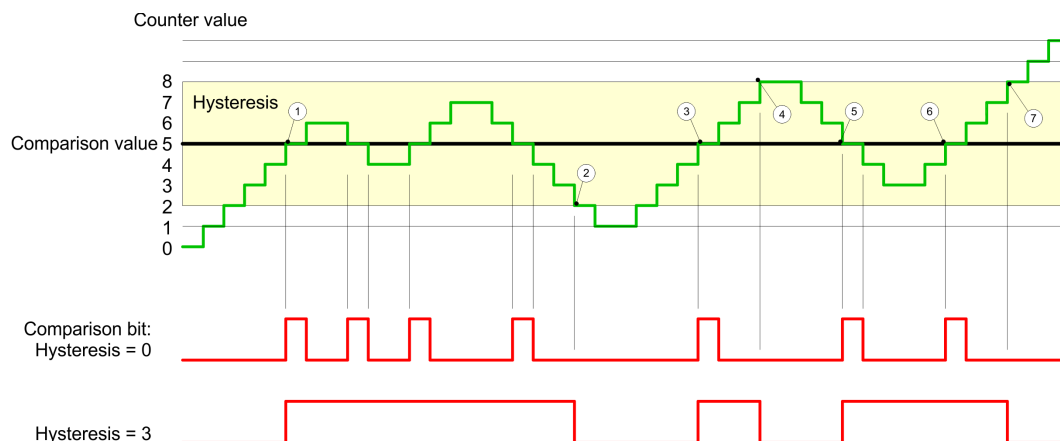 Counter value
8
Hysteresis
7
1
6
3
4
5
6
7
Comparison value 5
4
3
2
2
1
0
Comparison bit:
Hysteresis = 0
Hysteresis = 3